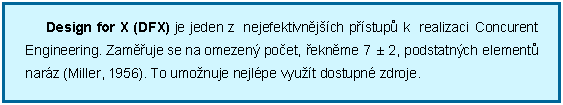 Design for X (DFX) je jeden z nejefektivnějších přístupů k realizaci Concurent
Engineering. Zaměřuje se na omezený počet, řekněme 7 ± 2, podstatných elementů
naráz (Miller, 1956). To umožnuje nejlépe využít dostupné zdroje.